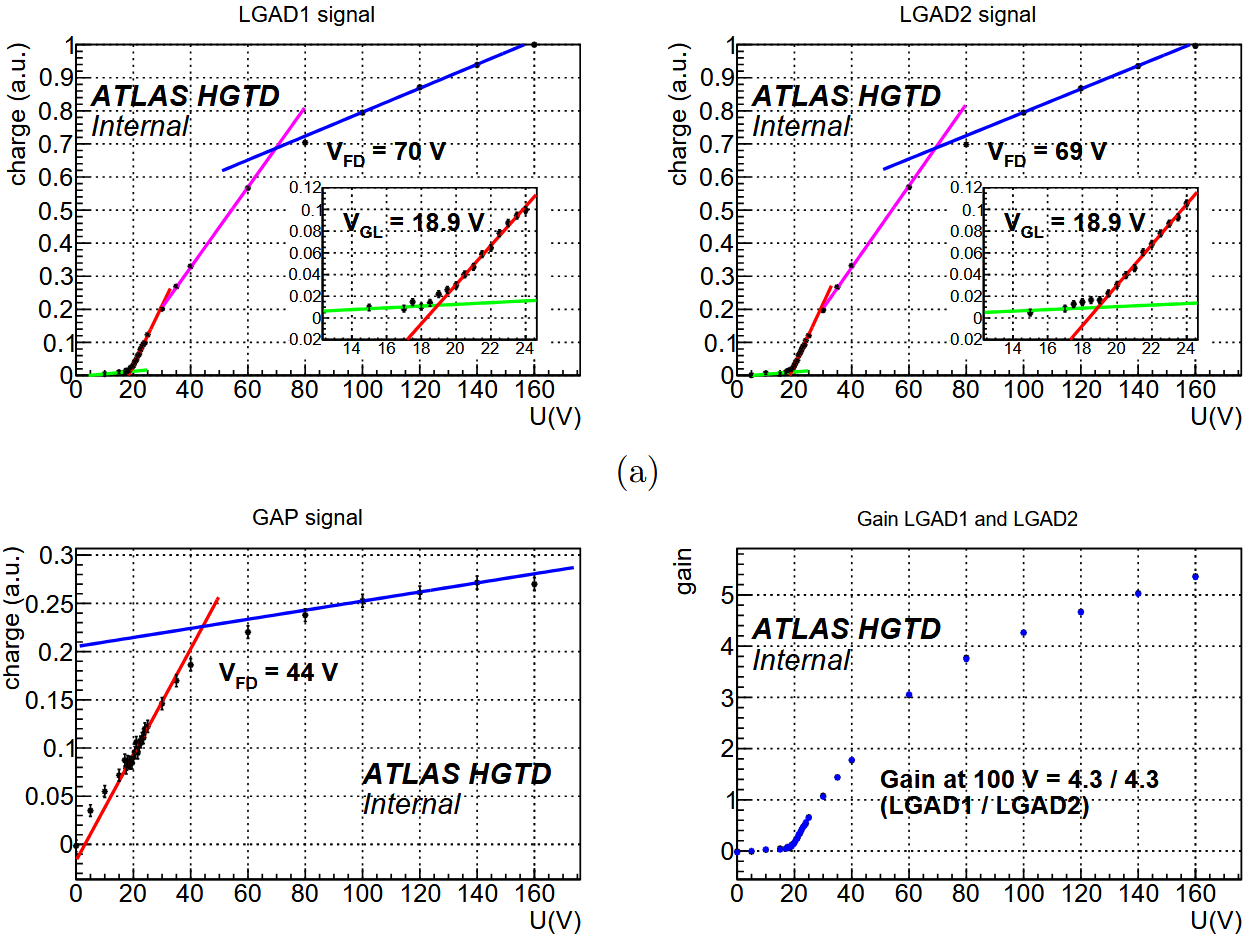 LGAD1 signal
charge (a.u.)
1
0.9
0.8
0.7
0.6
0.5
0.4
0.3
0.2
0.1
0
ATLAS HGTD
Internal
V_FD = 70 V
0.12
0.1
0.08
0.06
0.04
0.02
0
0.02
V_GL = 18.9 V
14 16 18 20 22 24
0 20 40 60 80 100 120 140 160
U(V)
LGAD2 signal
charge (a.u.)
1
0.9
0.8
0.7
0.6
0.5
0.4
0.3
0.2
0.1
0
ATLAS HGTD
Internal
V_FD = 69 V
0.12
0.1
0.08
0.06
0.04
0.02
0
0.02
V_GL = 18.9 V
14 16 18 20 22 24
0 20 40 60 80 100 120 140 160
U(V)
(a)
GAP signal
charge (a.u.)
0.3
0.25
0.2
0.15
0.1
0.05
0
V_FD = 44 V
ATLAS HGTD
Internal
0 20 40 60 80 100 120 140 160
U(V)
Gain LGAD1 and LGAD2
gain
5
4
3
2
1
0
ATLAS HGTD
Internal
Gain at 100 V = 4.3 / 4.3
(LGAD1 / LGAD2)
0 20 40 60 80 100 120 140 160
U(V)